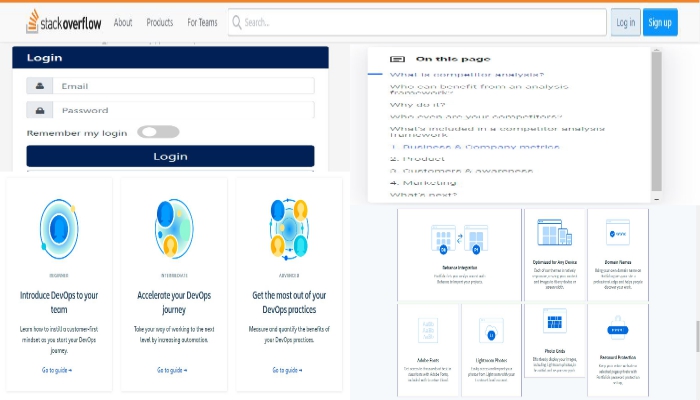 stackoverflow
About
Products
For Teams
Search..
Log in
Sign up
Login
Email
Password
Remember my login
Login
On this page
What is competitor analysis?
Who can benefit from an analysis
framework?
Why do it?
Who even are your competitors?
What's included in a competitor analysis
framework
1. Business & Company metrics
2. Product
3. Customers & awareness
4. Marketing
What's next?
BEGINNER
Introduce DevOps to your
team
Learn how to instill a customer-first
mindset as you start your DevOps
journey.
Go to guide →
INTERMEDIATE
Accelerate your DevOps
journey
Take your way of working to the next
level by increasing automation.
Go to guide →
ADVANCED
Get the most out of your
DevOps practices
Measure and quantify the benefits of
your DevOps practices.
Go to guide →
Behance Integration
Optimized for Any Device
Domain Names
Adobe Fonts
Lightroom Photos
Photo Grids
Password Protection